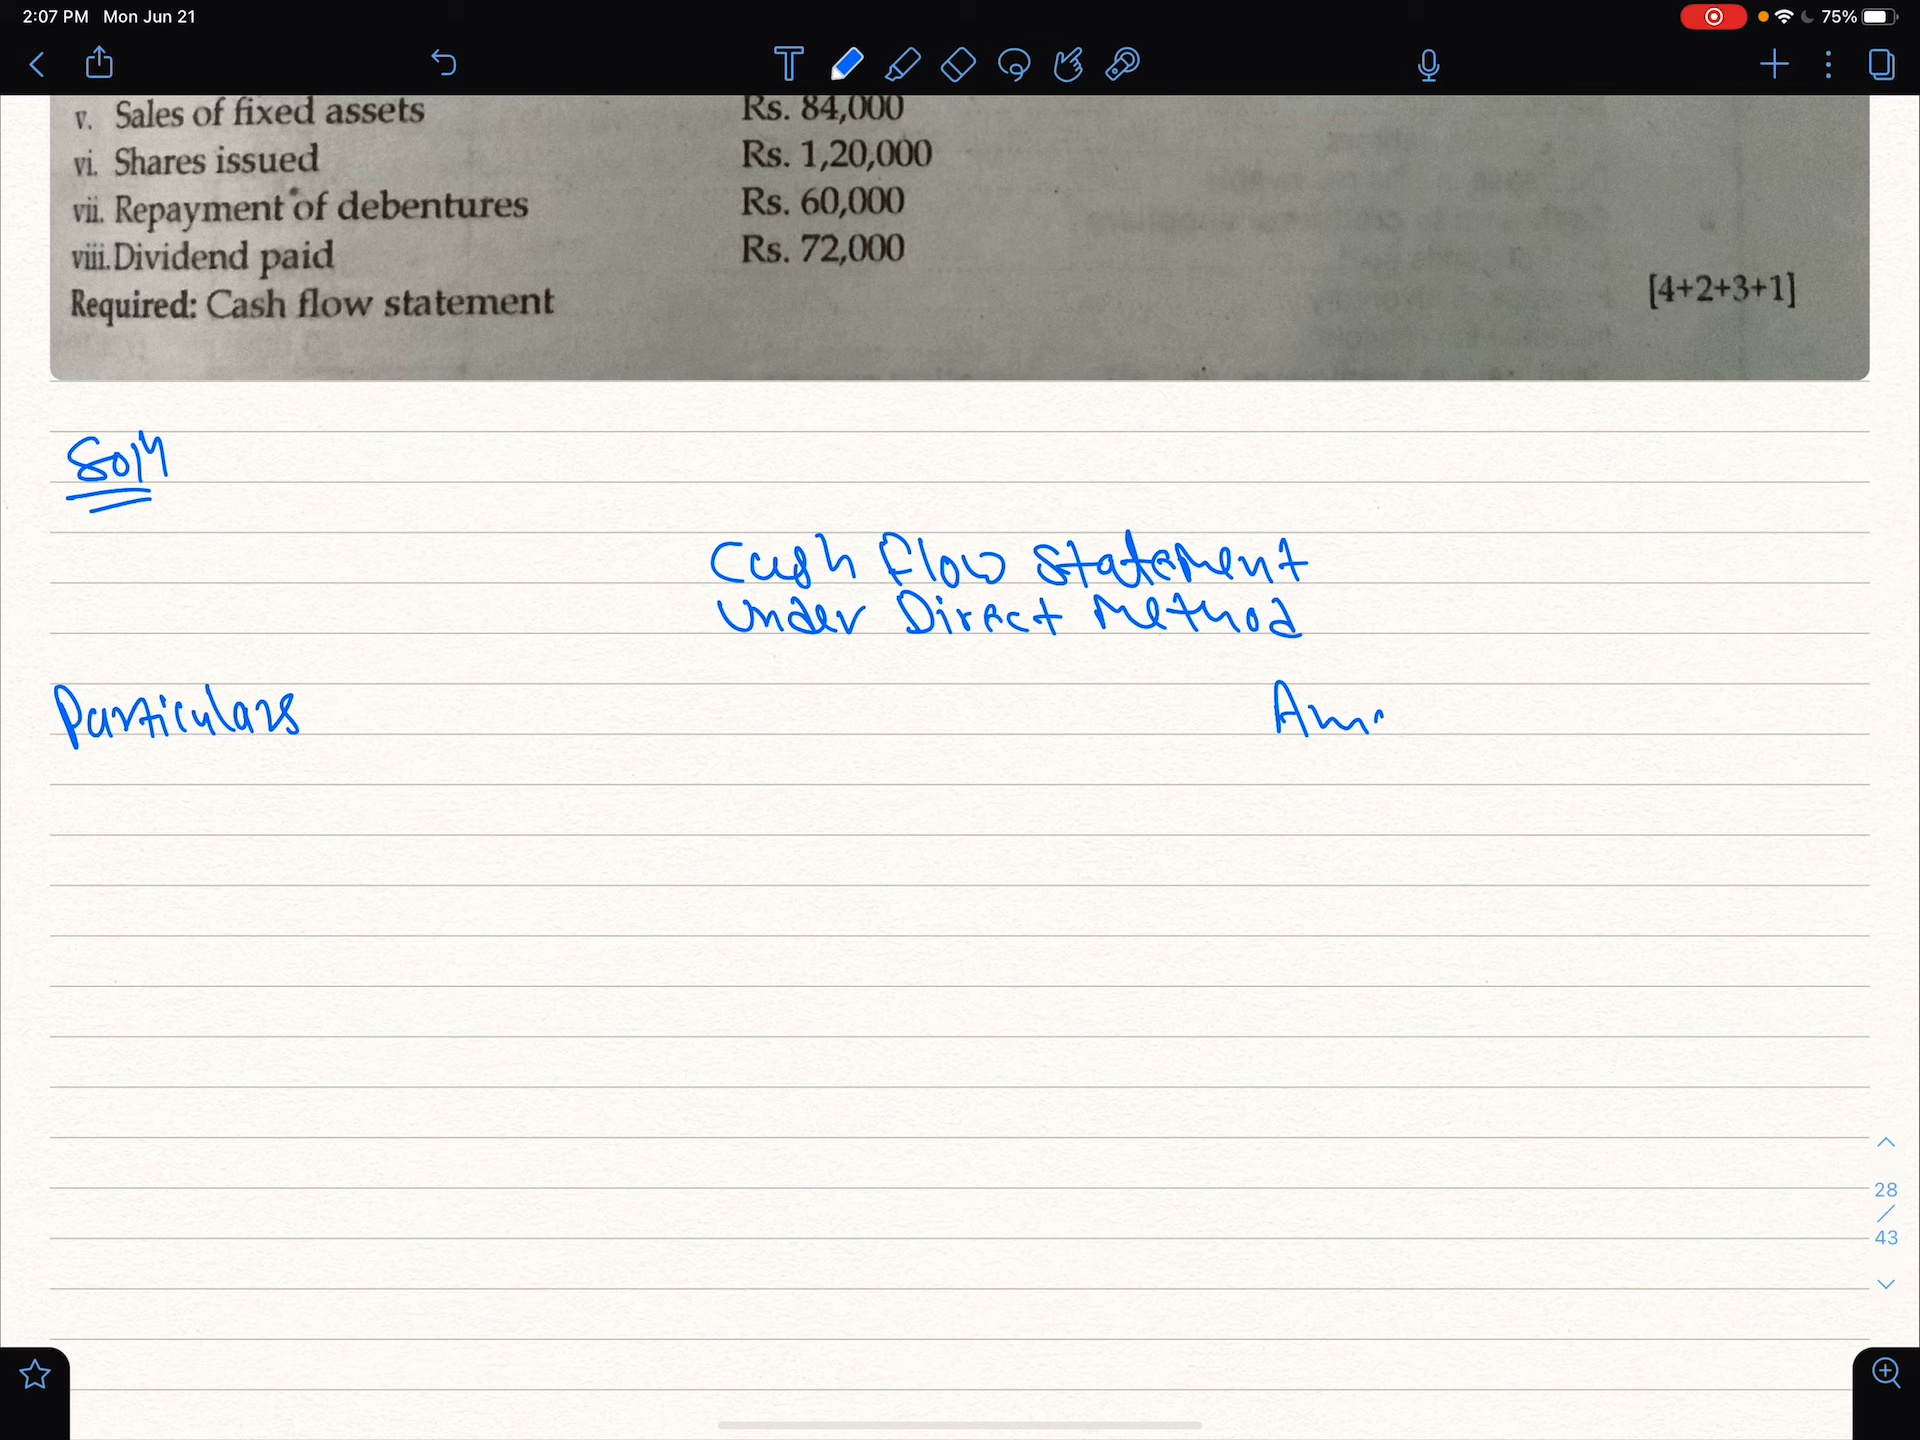 2:07 PM Mon Jun 21
75%
v. Sales of fixed assets Rs. 84,000
vi. Shares issued Rs. 1,20,000
vii. Repayment of debentures Rs. 60,000
viii. Dividend paid Rs. 72,000
Required: Cash flow statement [4+2+3+1]
Soln
Cash flow statement
Under Direct Method
Particulars Am.
28
/
43